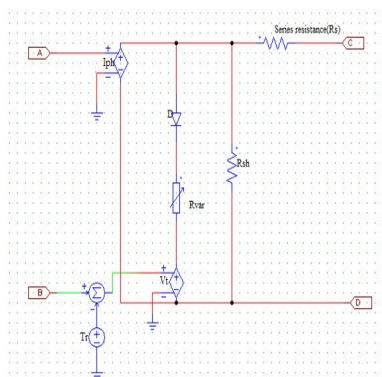 Series resistance(Rs)
A
C
Iph
D
Rsh
Rvar
Vt
B
D
Tr